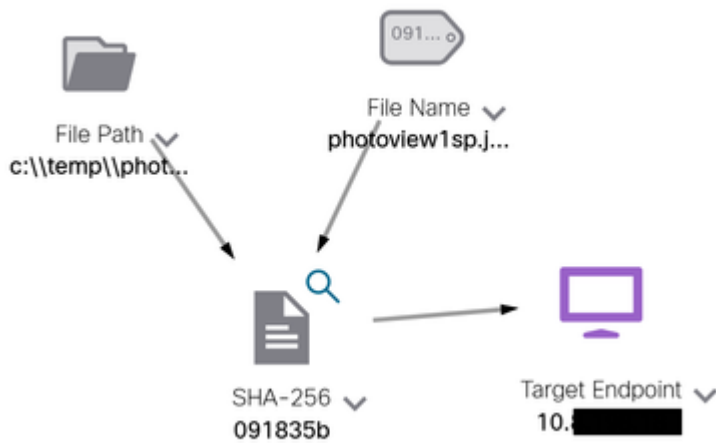 091...
File Name
photoview1sp.j...
File Path
c:\\temp\\phot...
SHA-256
091835b
Target Endpoint
10.